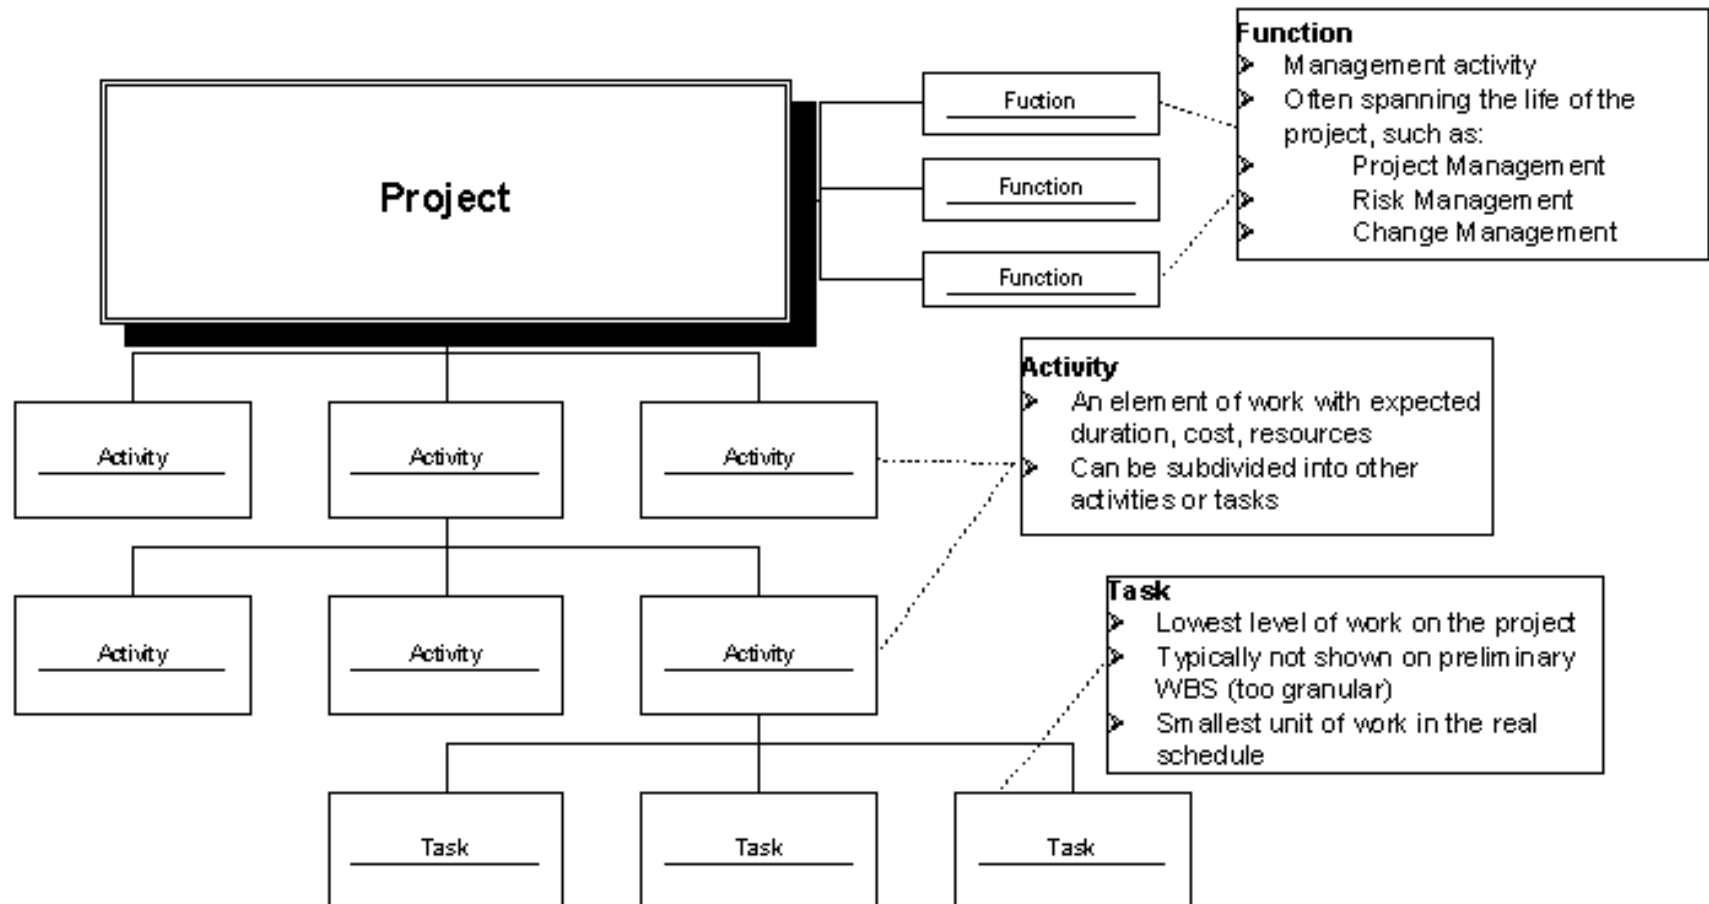 Function
Management activity
Often spanning the life of the
project, such as:
Project Management
Risk Management
Change Management
Fuction
Project
Function
Function
Activity
An element of work with expected
duration, cost, resources
Can be subdivided into other
activities or tasks
Activity
Activity
Activity
Task
Lowest level of work on the project
Typically not shown on preliminary
WBS (too granular)
Smallest unit of work in the real
schedule
Activity
Activity
Activity
Task
Task
Task